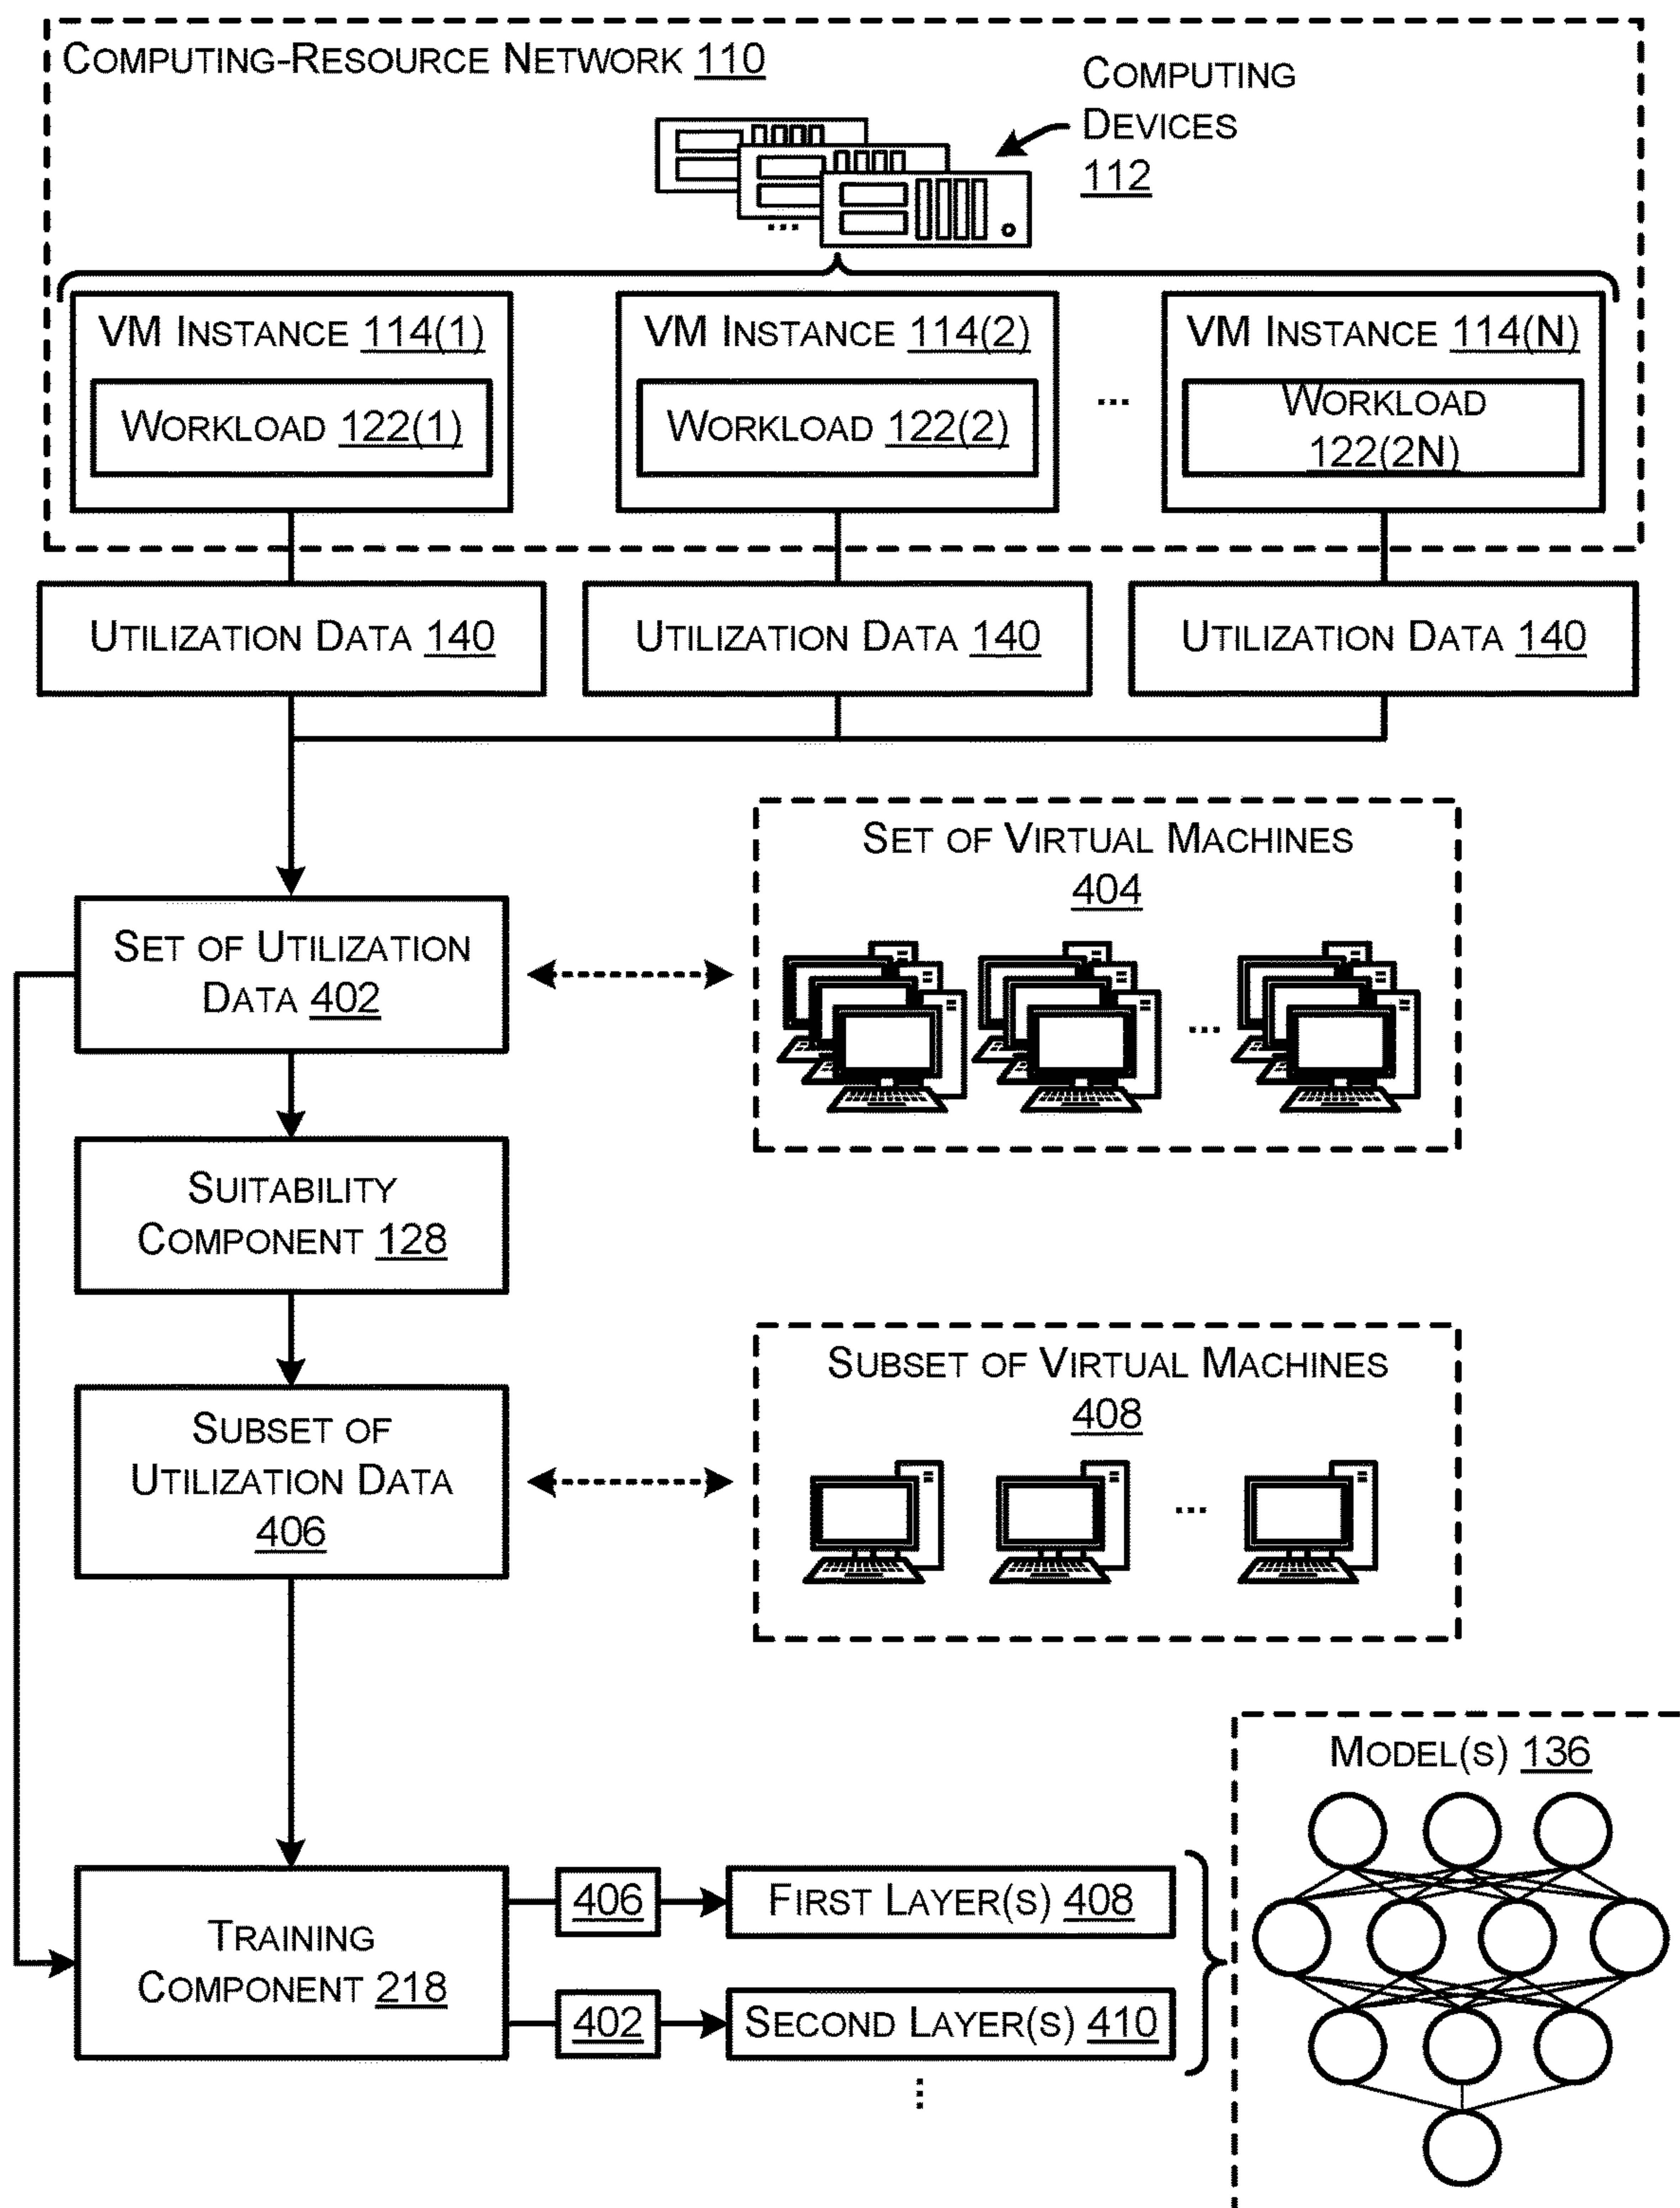 COMPUTING-RESOURCE NETWORK 110
COMPUTING
DEVICES
112
...
VM INSTANCE 114(1)
WORKLOAD 122(1)
VM INSTANCE 114(2)
WORKLOAD 122(2)
...
VM INSTANCE 114(N)
WORKLOAD
122(2N)
UTILIZATION DATA 140
UTILIZATION DATA 140
UTILIZATION DATA 140
SET OF VIRTUAL MACHINES
404
...
SET OF UTILIZATION
DATA 402
SUITABILITY
COMPONENT 128
SUBSET OF VIRTUAL MACHINES
408
...
SUBSET OF
UTILIZATION DATA
406
MODEL(S) 136
TRAINING
COMPONENT 218
406
FIRST LAYER(S) 408
402
SECOND LAYER(S) 410
...